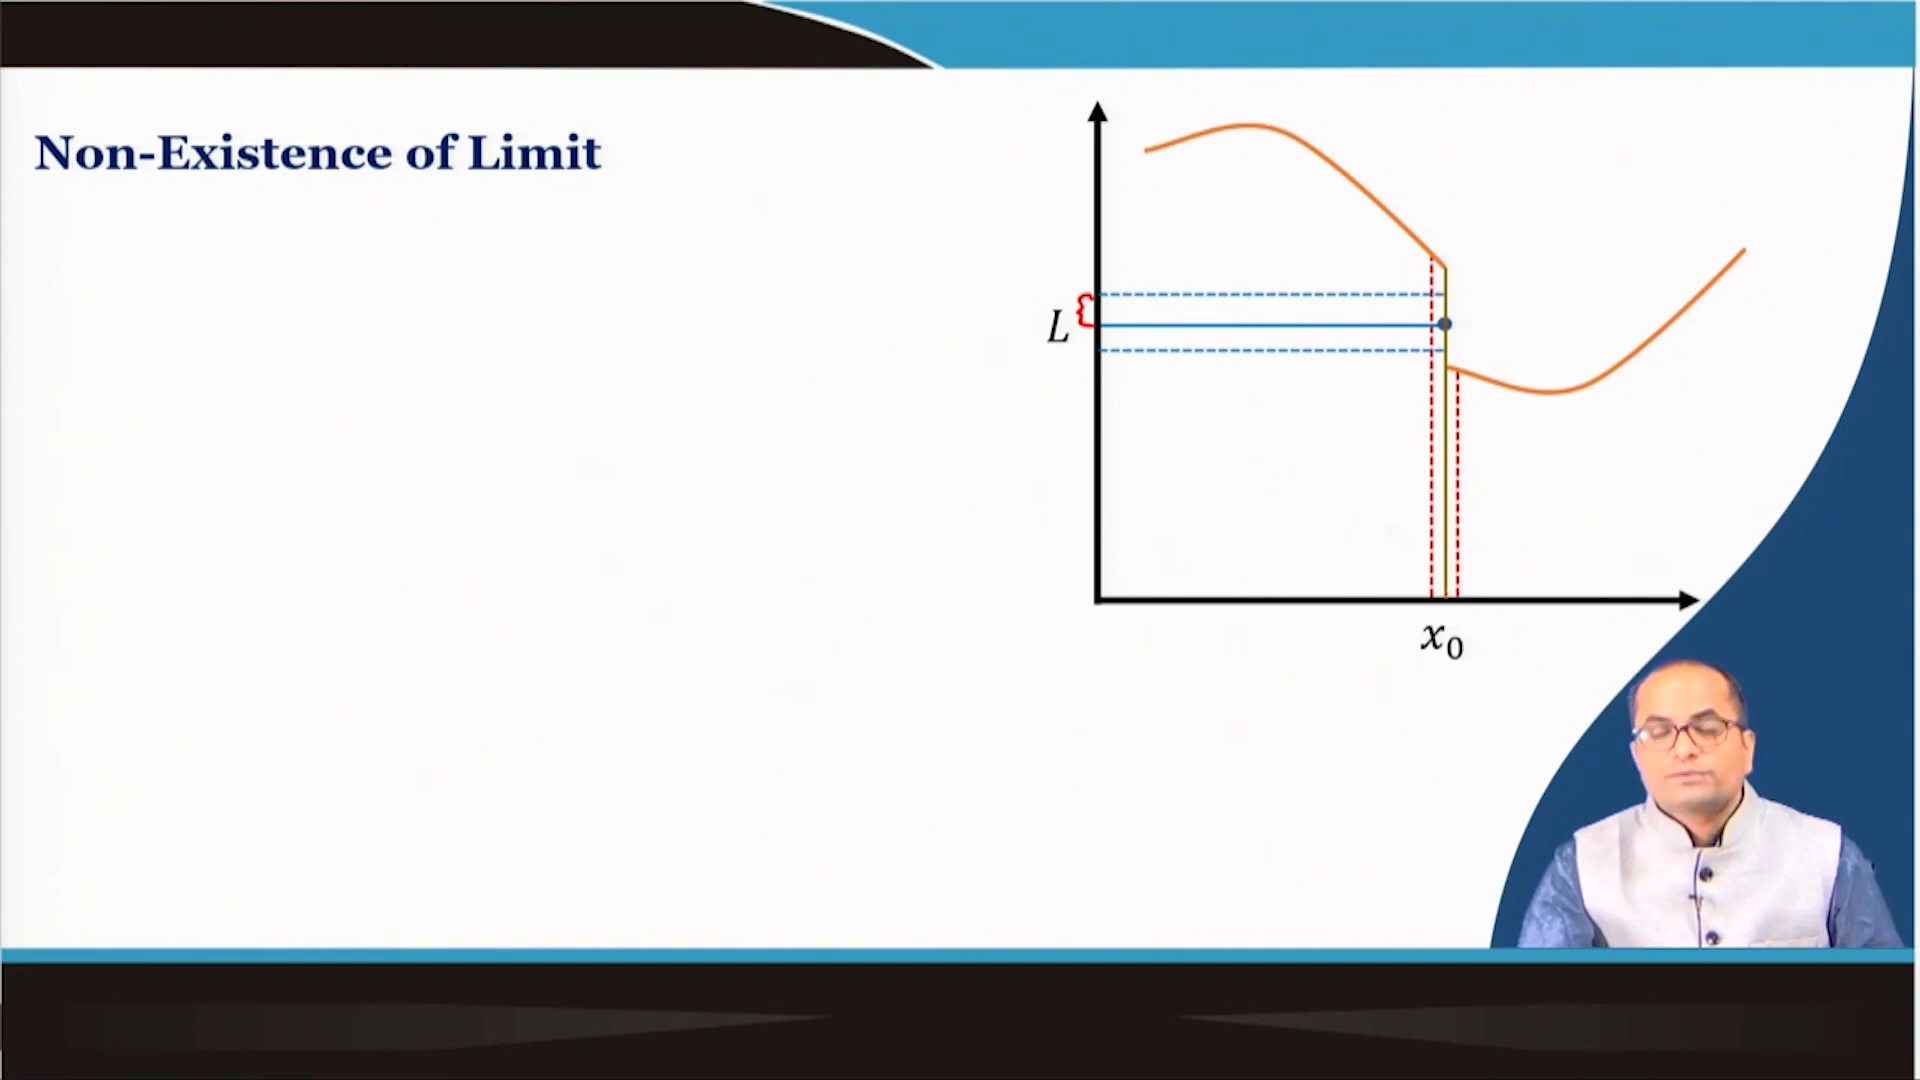 Non-Existence of Limit
L
x₀